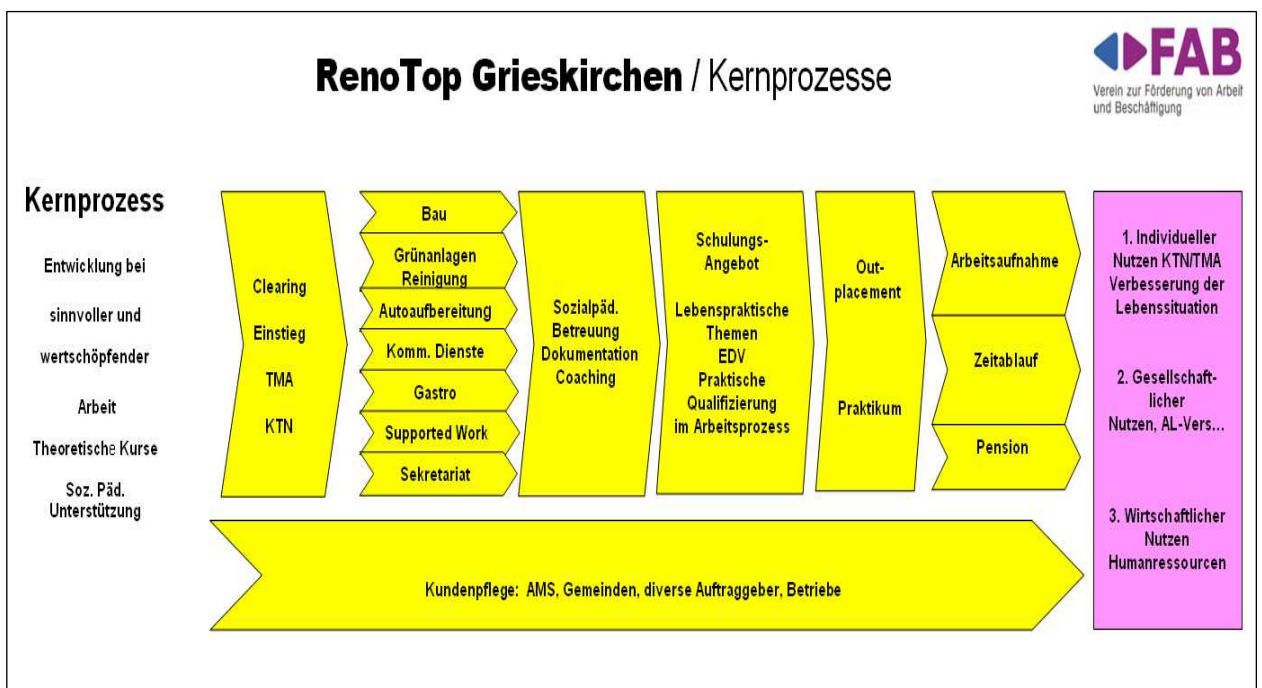 RenoTop Grieskirchen / Kernprozesse
FAB
Verein zur Förderung von Arbeit
und Beschäftigung
Kernprozess
Entwicklung bei
sinnvoller und
wertschöpfender
Arbeit
Theoretische Kurse
Soz. Päd.
Unterstützung
Clearing
Einstieg
TMA
KTN
Bau
Grünanlagen
Reinigung
Autoaufbereitung
Komm. Dienste
Gastro
Supported Work
Sekretariat
Sozialpäd.
Betreuung
Dokumentation
Coaching
Schulungs-
Angebot
Lebenspraktische
Themen
EDV
Praktische
Qualifizierung
im Arbeitsprozess
Out-
placement
Praktikum
Arbeitsaufnahme
Zeitablauf
Pension
1. Individueller
Nutzen KTN/TMA
Verbesserung der
Lebenssituation
2. Gesellschaft-
licher
Nutzen, AL-Vers...
3. Wirtschaftlicher
Nutzen
Humanressourcen
Kundenpflege: AMS, Gemeinden, diverse Auftraggeber, Betriebe